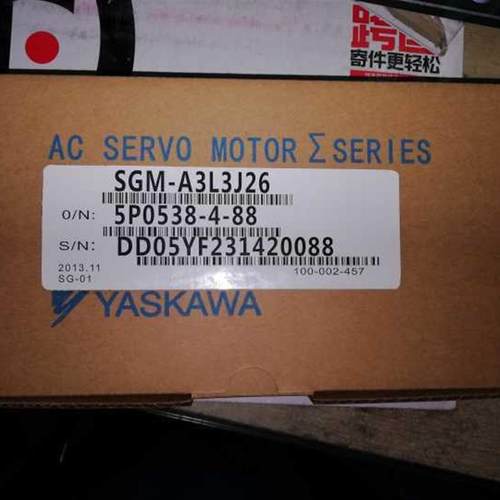 寄件更轻松
AC SERVO MOTOR Σ SERIES
SGM-A3L3J26
O/N: 5P0538-4-88
S/N: DD05YF231420088
2013.11 100-002-457
SG-01
YASKAWA